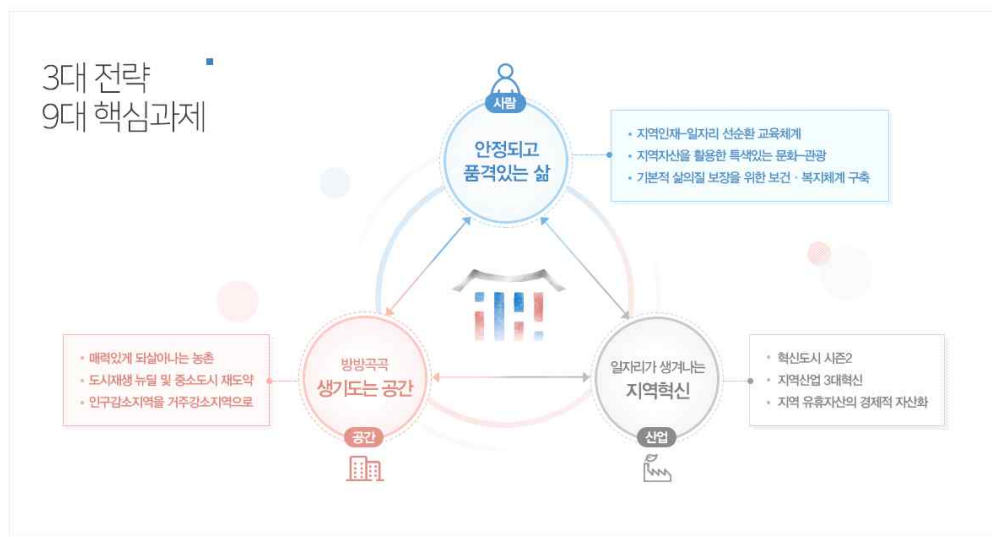 3대 전략
9대 핵심과제
사람
안정되고
품격있는 삶
• 지역인재-일자리 선순환 교육체계
• 지역자산을 활용한 특색있는 문화-관광
• 기본적 삶의질 보장을 위한 보건 · 복지체계 구축
• 매력있게 되살아나는 농촌
• 도시재생 뉴딜 및 중소도시 재도약
• 인구감소지역을 거주강소지역으로
방방곡곡
생기도는 공간
공간
일자리가 생겨나는
지역혁신
산업
• 혁신도시 시즌2
• 지역산업 3대혁신
• 지역 유휴자산의 경제적 자산화